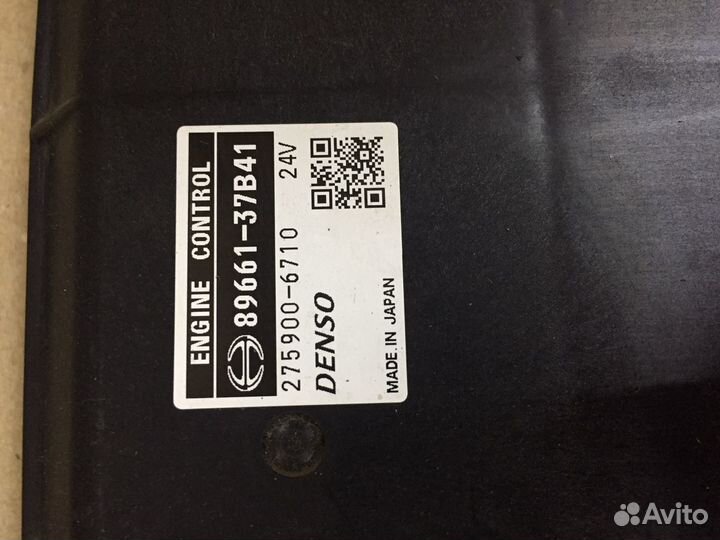 ENGINE CONTROL
89661-37B41
275900-6710 24V
DENSO
MADE IN JAPAN
Avito